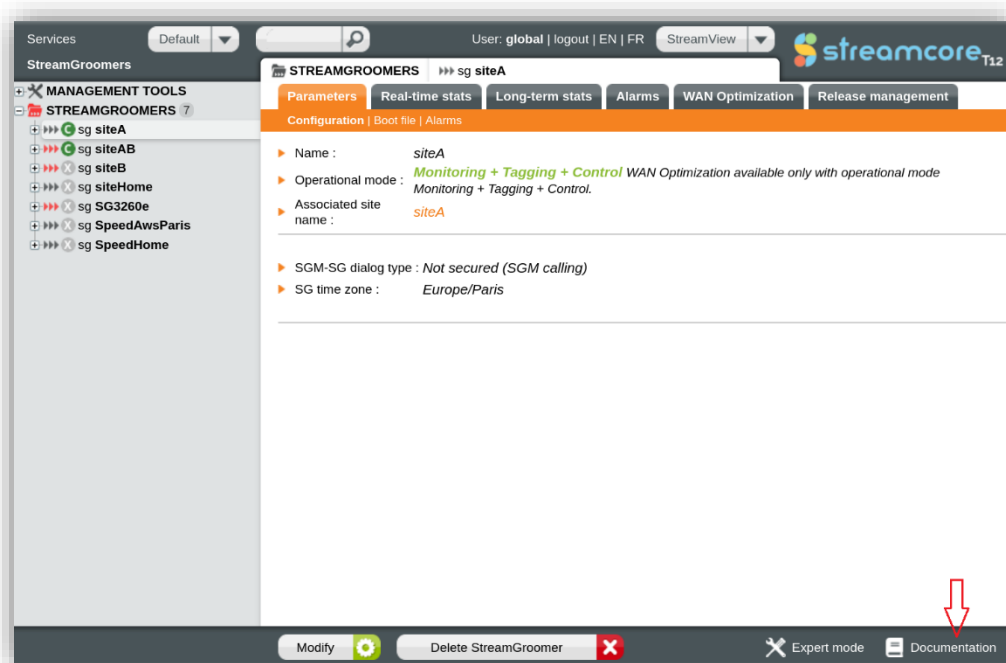 Services
Default
User: global | logout | EN | FR
StreamView
streamcore T12
StreamGroomers
STREAMGROOMERS
sg siteA
MANAGEMENT TOOLS
STREAMGROOMERS 7
C sg siteA
C sg siteAB
X sg siteB
X sg siteHome
X sg SG3260e
X sg SpeedAwsParis
X sg SpeedHome
Parameters Real-time stats Long-term stats Alarms WAN Optimization Release management
Configuration | Boot file | Alarms
Name : siteA
Operational mode : Monitoring + Tagging + Control WAN Optimization available only with operational mode
Monitoring + Tagging + Control.
Associated site
name : siteA
SGM-SG dialog type : Not secured (SGM calling)
SG time zone : Europe/Paris
Modify
Delete StreamGroomer
Expert mode
Documentation